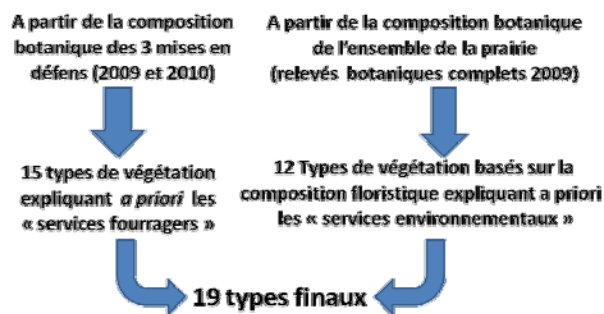 A partir de la composition
botanique des 3 mises en
défens (2009 et 2010)
A partir de la composition botanique
de l'ensemble de la prairie
(relevés botaniques complets 2009)
15 types de végétation
expliquant a priori les
« services fourragers »
12 Types de végétation basés sur la
composition floristique expliquant a priori
les « services environnementaux »
19 types finaux